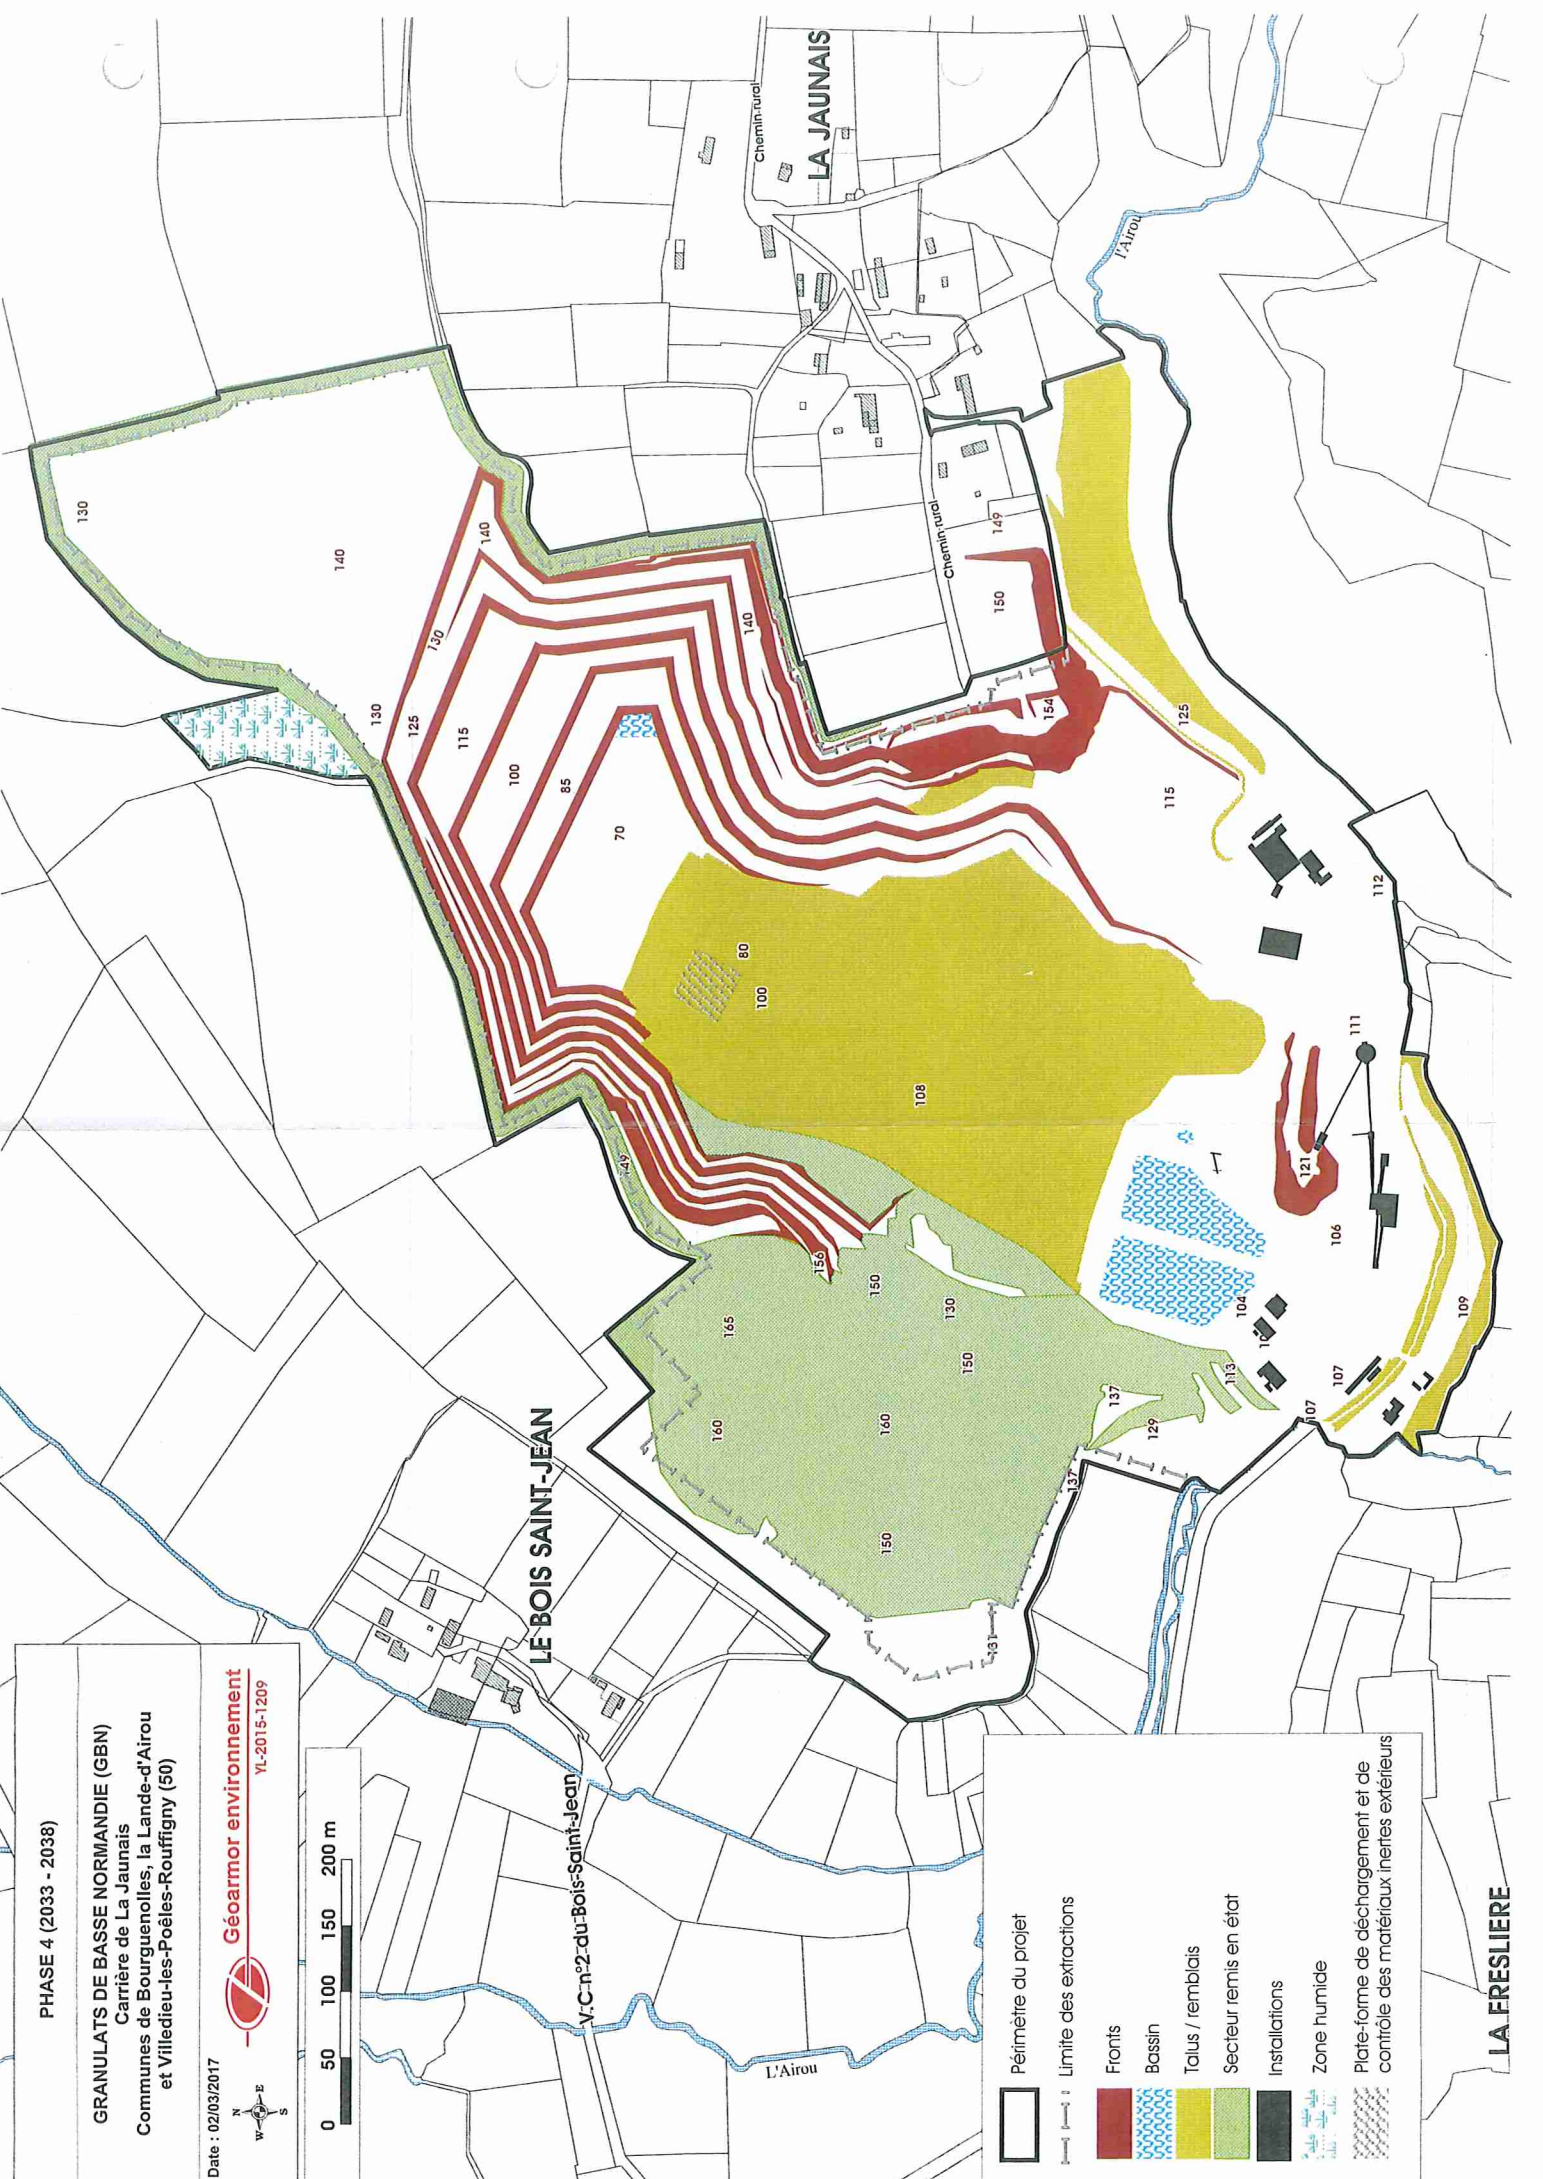 PHASE 4 (2033 - 2038)
GRANULATS DE BASSE NORMANDIE (GBN)
Carrière de La Jaunais
Communes de Bourguenolles, la Lande-d'Airou
et Villedieu-les-Poêles-Rouffigny (50)
Date : 02/03/2017
Géoarmor environnement
YL-2015-1209
N
W
E
S
0
50
100
150
200 m
LE BOIS SAINT-JEAN
V.C n°2 du Bois-Saint-Jean
L'Airou
LA JAUNAIS
Chemin rural
Chemin rural
l'Airou
LA FRESLIERE
130
140
140
130
130
125
115
100
85
70
140
149
150
154
125
115
112
80
100
108
111
121
106
109
104
107
107
113
129
137
137
131
150
160
160
165
150
150
130
156
149
Périmètre du projet
Limite des extractions
Fronts
Bassin
Talus / remblais
Secteur remis en état
Installations
Zone humide
Plate-forme de déchargement et de
contrôle des matériaux inertes extérieurs